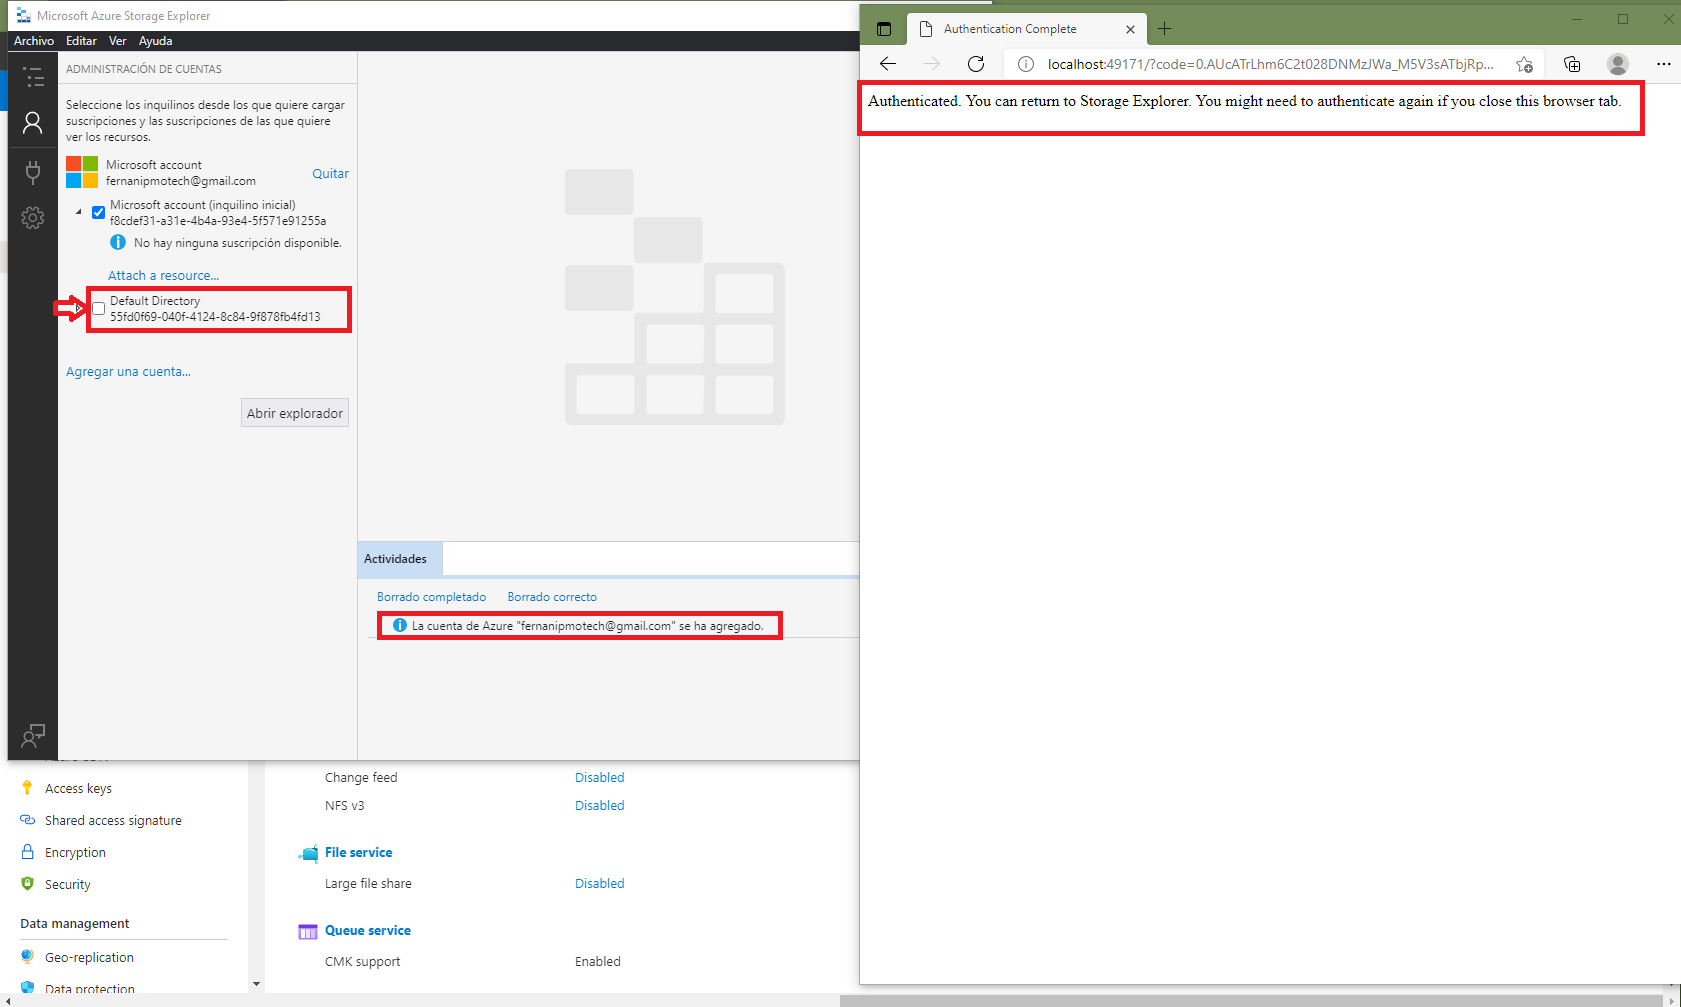 Microsoft Azure Storage Explorer
Archivo Editar Ver Ayuda
ADMINISTRACIÓN DE CUENTAS
Seleccione los inquilinos desde los que quiere cargar
suscripciones y las suscripciones de las que quiere
ver los recursos.
Microsoft account
fernanipmotech@gmail.com
Quitar
Microsoft account (inquilino inicial)
f8cdef31-a31e-4b4a-93e4-5f571e91255a
No hay ninguna suscripción disponible.
Attach a resource...
Default Directory
55fd0f69-040f-4124-8c84-9f878fb4fd13
Agregar una cuenta...
Abrir explorador
Actividades
Borrado completado Borrado correcto
La cuenta de Azure "fernanipmotech@gmail.com" se ha agregado.
Authentication Complete
localhost:49171/?code=0.AUcATrLhm6C2t028DNMzJWa_M5V3sATbjRp...
Authenticated. You can return to Storage Explorer. You might need to authenticate again if you close this browser tab.
Access keys
Shared access signature
Encryption
Security
Data management
Geo-replication
Data protection
Change feed Disabled
NFS v3 Disabled
File service
Large file share Disabled
Queue service
CMK support Enabled